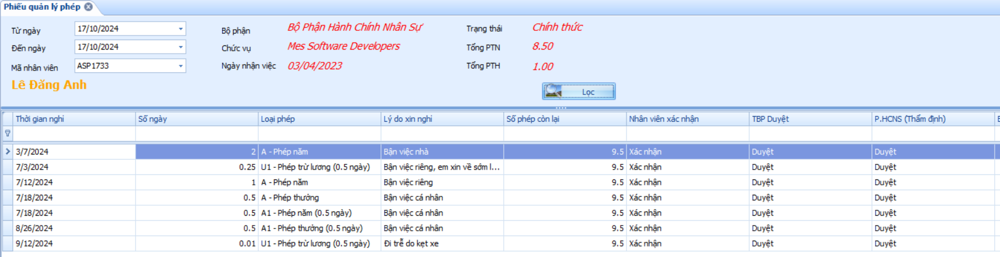 Phiếu quản lý phép
Từ ngày 17/10/2024 Bộ phận Bộ Phận Hành Chính Nhân Sự Trạng thái Chính thức
Đến ngày 17/10/2024 Chức vụ Mes Software Developers Tổng PTN 8.50
Mã nhân viên ASP1733 Ngày nhận việc 03/04/2023 Tổng PTH 1.00
Lê Đăng Anh
Lọc
Thời gian nghỉ Số ngày Loại phép Lý do xin nghỉ Số phép còn lại Nhân viên xác nhận TBP Duyệt P.HCNS (Thẩm định)
3/7/2024 2 A - Phép năm Bận việc nhà 9.5 Xác nhận Duyệt Duyệt
7/3/2024 0.25 U1 - Phép trừ lương (0.5 ngày) Bận việc riêng, em xin về sớm l... 9.5 Xác nhận Duyệt Duyệt
7/12/2024 1 A - Phép năm Bận việc riêng 9.5 Xác nhận Duyệt Duyệt
7/18/2024 0.5 A - Phép thưởng Bận việc cá nhân 9.5 Xác nhận Duyệt Duyệt
7/18/2024 0.5 A1 - Phép năm (0.5 ngày) Bận việc cá nhân 9.5 Xác nhận Duyệt Duyệt
8/26/2024 0.5 A1 - Phép thưởng (0.5 ngày) Bận việc cá nhân 9.5 Xác nhận Duyệt Duyệt
9/12/2024 0.01 U1 - Phép trừ lương (0.5 ngày) Đi trễ do kẹt xe 9.5 Xác nhận Duyệt Duyệt